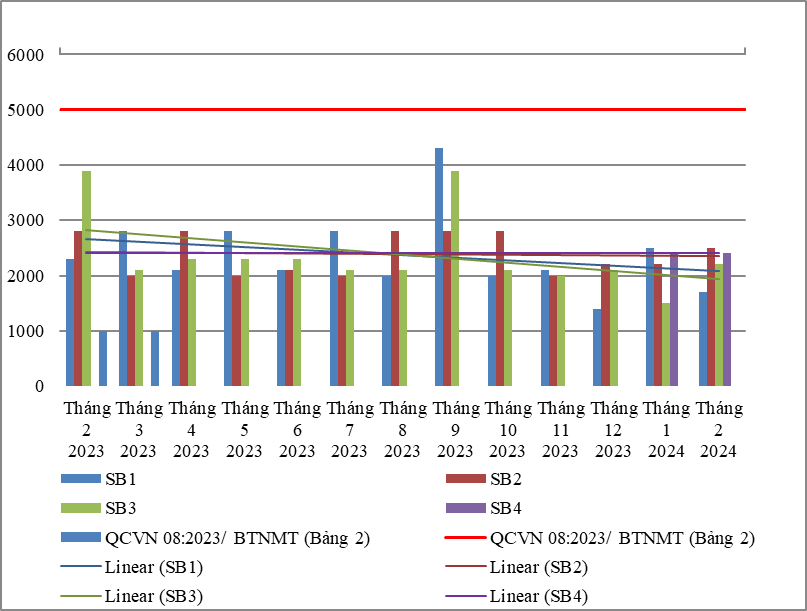 6000
5000
4000
3000
2000
1000
0
Tháng Tháng Tháng Tháng Tháng Tháng Tháng Tháng Tháng Tháng Tháng Tháng Tháng
2 3 4 5 6 7 8 9 10 11 12 1 2
2023 2023 2023 2023 2023 2023 2023 2023 2023 2023 2023 2024 2024
SB1 SB2
SB3 SB4
QCVN 08:2023/ BTNMT (Bảng 2) QCVN 08:2023/ BTNMT (Bảng 2)
Linear (SB1) Linear (SB2)
Linear (SB3) Linear (SB4)